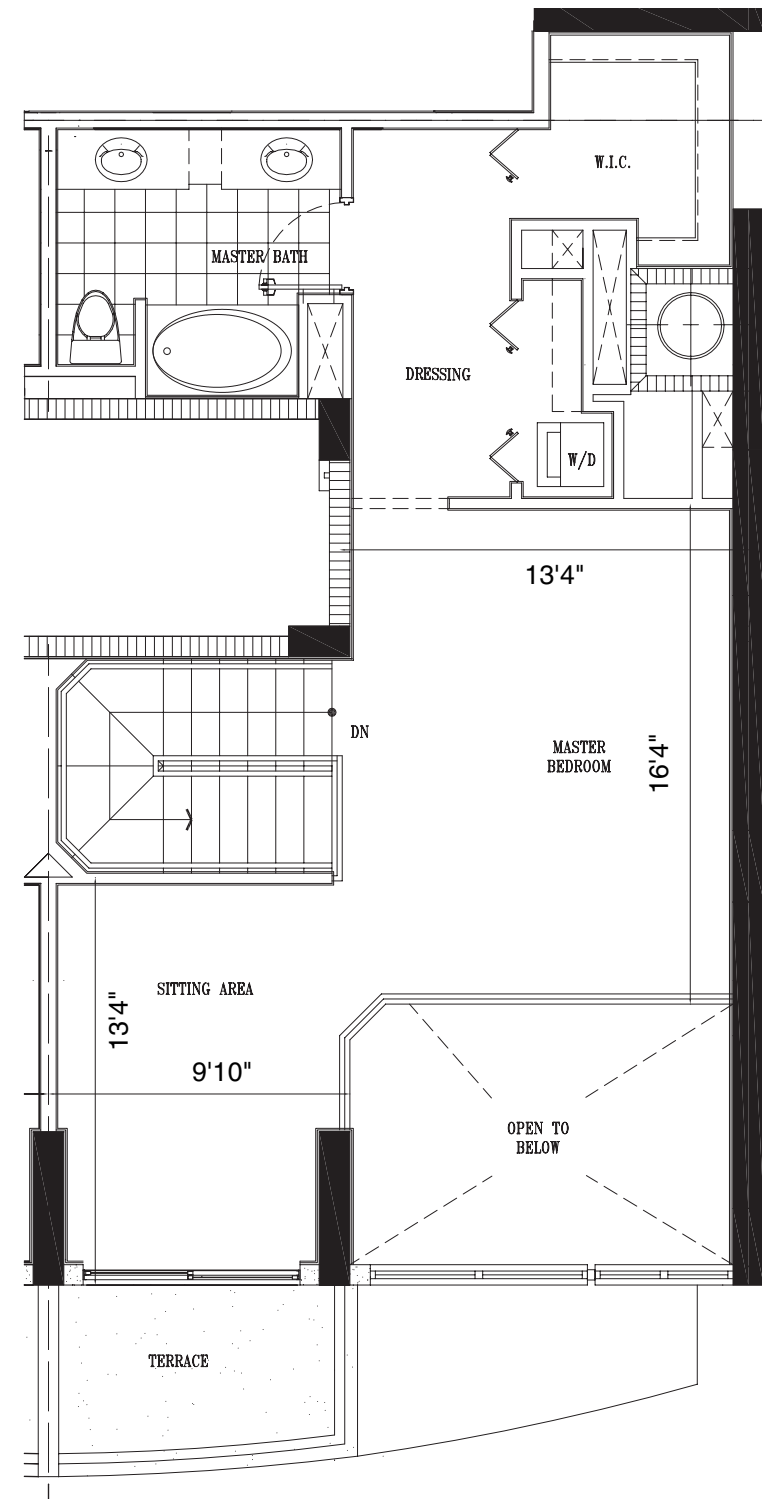 W.I.C.
MASTER BATH
DRESSING
W/D
13'4"
DN
MASTER
BEDROOM
16'4"
SITTING AREA
13'4"
9'10"
OPEN TO
BELOW
TERRACE